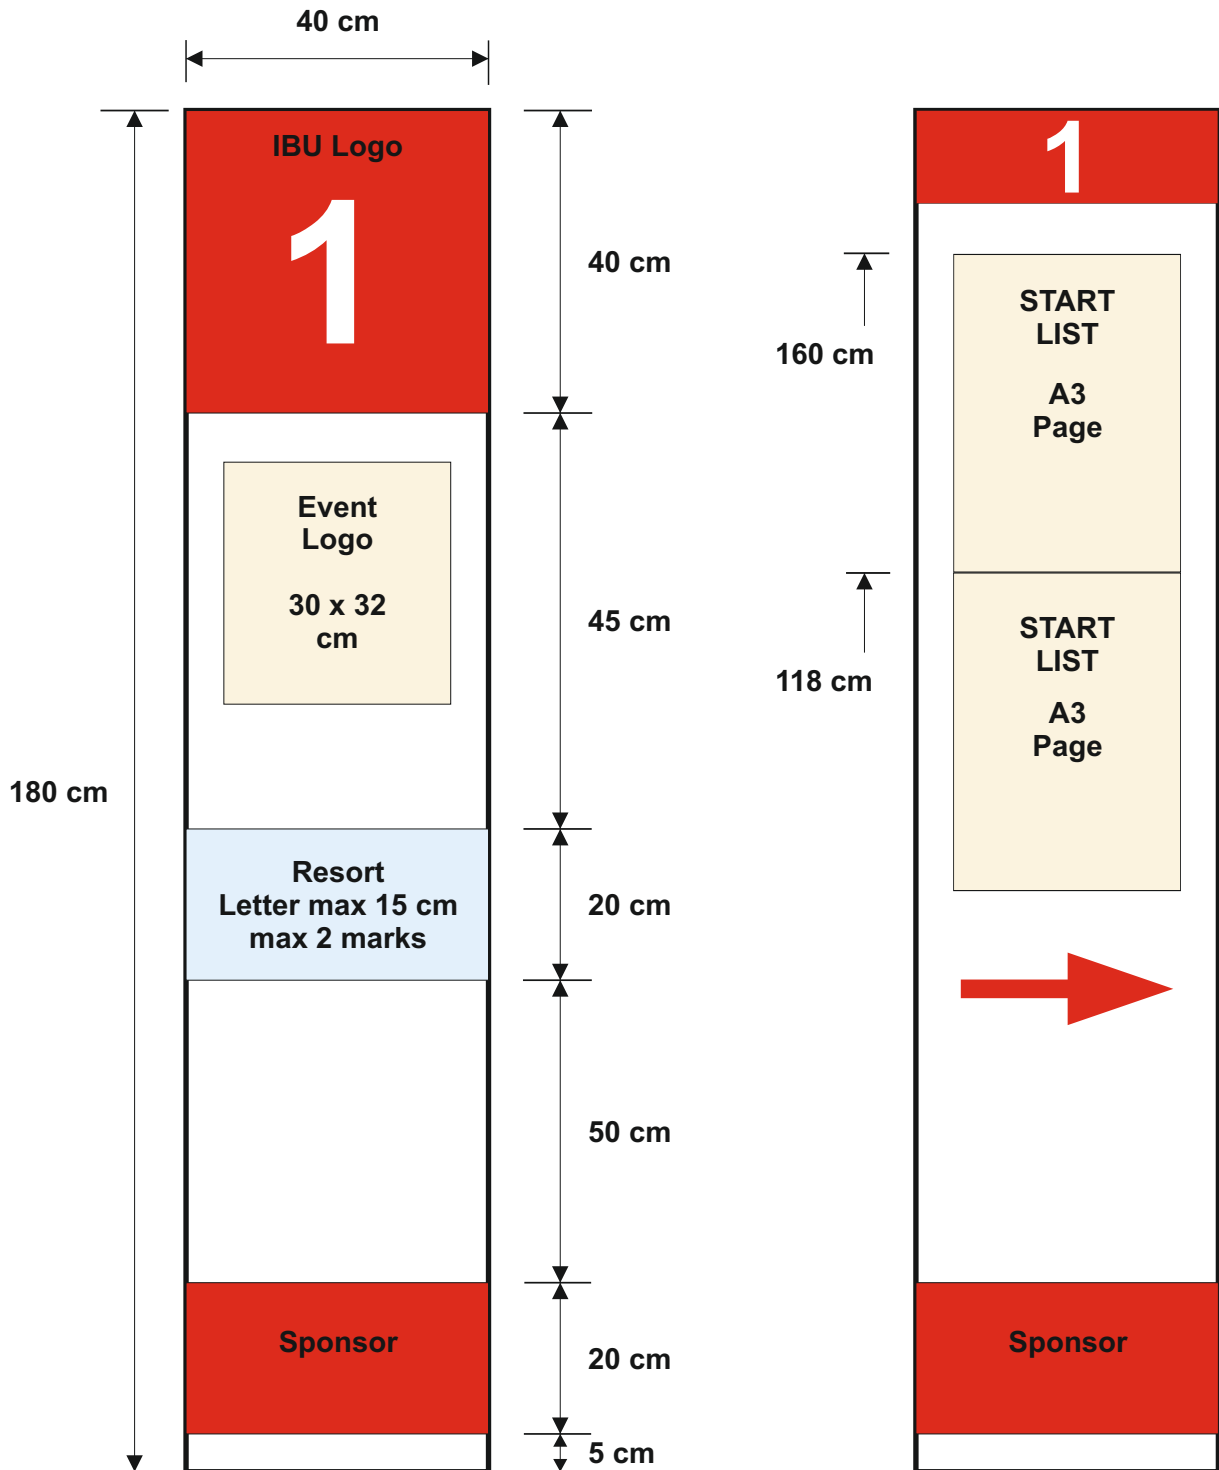 40 cm
IBU Logo
1
40 cm
Event
Logo
30 x 32
cm
45 cm
180 cm
Resort
Letter max 15 cm
max 2 marks
20 cm
50 cm
Sponsor
20 cm
5 cm
1
160 cm
START
LIST
A3
Page
118 cm
START
LIST
A3
Page
Sponsor